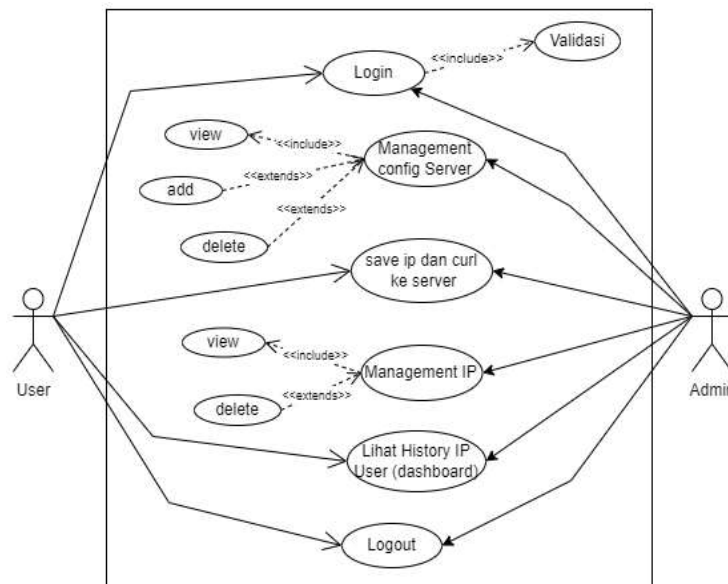 Validasi
<<include>>
Login
view
<<include>>
Management
config Server
<<extends>>
add
<<extends>>
delete
save ip dan curl
ke server
User
Admin
view
<<include>>
Management IP
<<extends>>
delete
Lihat History IP
User (dashboard)
Logout